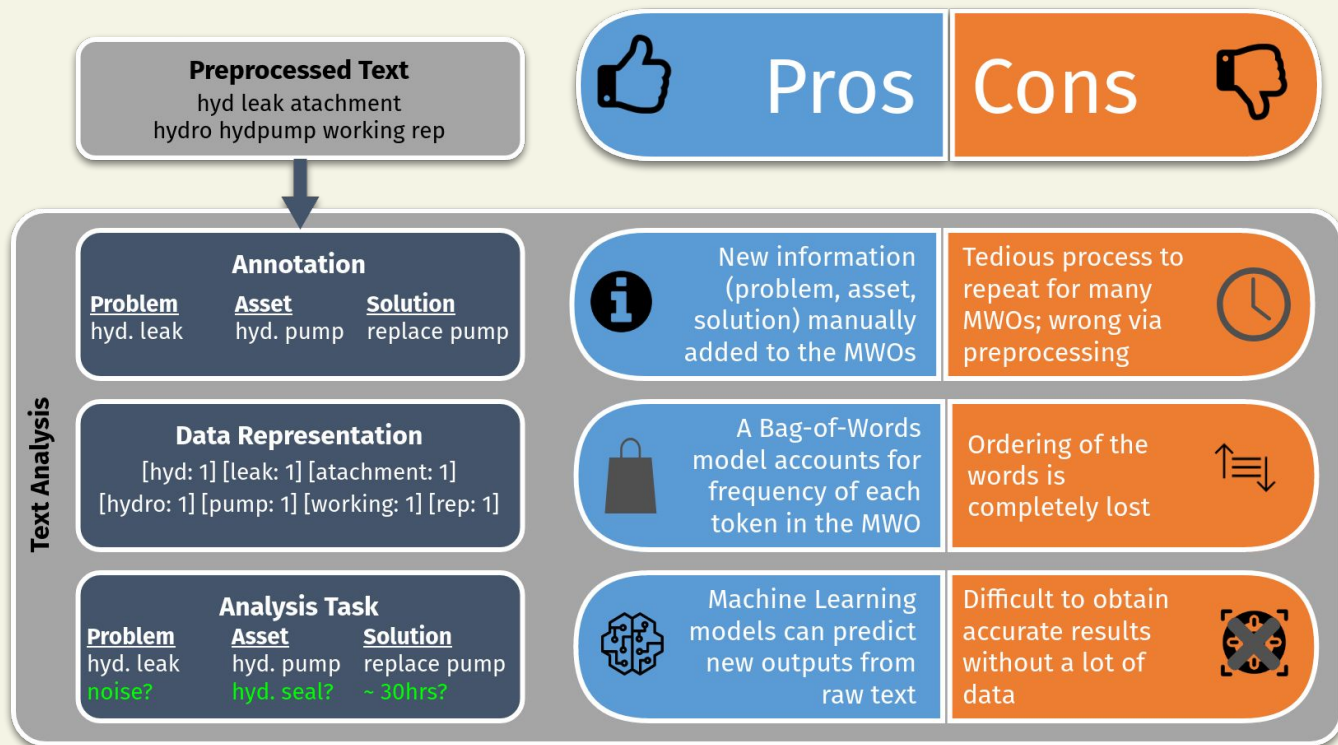 Preprocessed Text
hyd leak atachment
hydro hydpump working rep
Pros
Cons
Text Analysis
Annotation
Problem Asset Solution
hyd. leak hyd. pump replace pump
New information
(problem, asset,
solution) manually
added to the MWOs
Tedious process to
repeat for many
MWOs; wrong via
preprocessing
Data Representation
[hyd: 1] [leak: 1] [atachment: 1]
[hydro: 1] [pump: 1] [working: 1] [rep: 1]
A Bag-of-Words
model accounts for
frequency of each
token in the MWO
Ordering of the
words is
completely lost
Analysis Task
Problem Asset Solution
hyd. leak hyd. pump replace pump
noise? hyd. seal? ~ 30hrs?
Machine Learning
models can predict
new outputs from
raw text
Difficult to obtain
accurate results
without a lot of
data